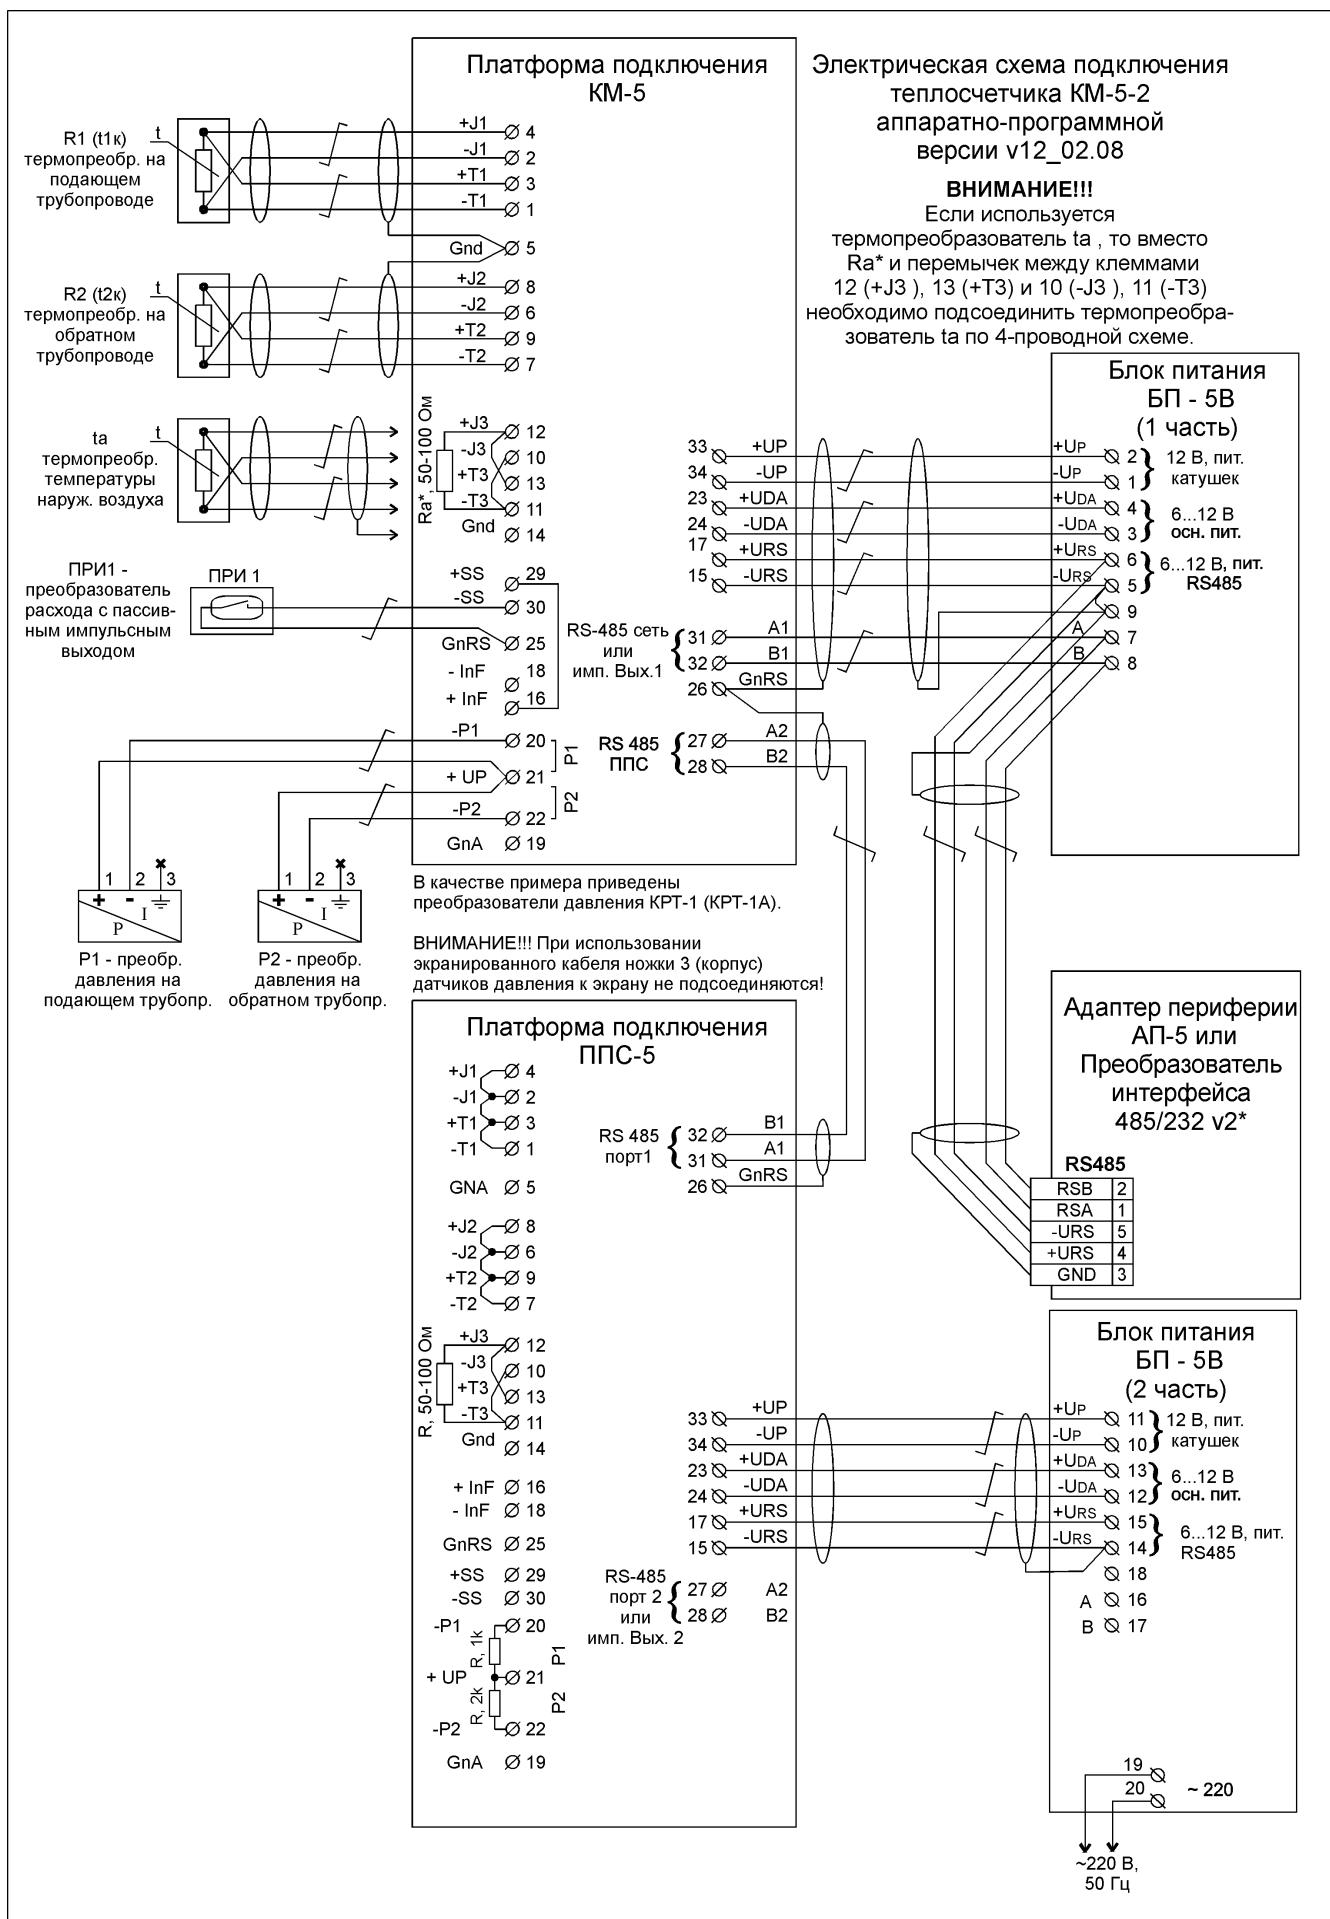 Платформа подключения
КМ-5
Электрическая схема подключения
теплосчетчика КМ-5-2
аппаратно-программной
версии v12_02.08
ВНИМАНИЕ!!!
Если используется
термопреобразователь ta , то вместо
Ra* и перемычек между клеммами
12 (+J3 ), 13 (+T3) и 10 (-J3 ), 11 (-T3)
необходимо подсоединить термопреобра-
зователь ta по 4-проводной схеме.
R1 (t1к)
термопреобр. на
подающем
трубопроводе
t
+J1 4
-J1 2
+T1 3
-T1 1
Gnd 5
R2 (t2к)
термопреобр. на
обратном
трубопроводе
t
+J2 8
-J2 6
+T2 9
-T2 7
ta
термопреобр.
температуры
наруж. воздуха
t
Ra*, 50-100 Ом
+J3 12
-J3 10
+T3 13
-T3 11
Gnd 14
ПРИ1 -
преобразователь
расхода с пассив-
ным импульсным
выходом
ПРИ 1
+SS 29
-SS 30
GnRS 25
- InF 18
+ InF 16
-P1 20
+ UP 21
-P2 22
GnA 19
P1
P2
33 +UP
34 -UP
23 +UDA
24 -UDA
17 +URS
15 -URS
RS-485 сеть
или
имп. Вых.1
{
31 A1
32 B1
26 GnRS
RS 485
ППС
{
27 A2
28 B2
Блок питания
БП - 5В
(1 часть)
+UP 2
-UP 1
} 12 В, пит.
катушек
+UDA 4
-UDA 3
} 6...12 В
осн. пит.
+URS 6
-URS 5
} 6...12 В, пит.
RS485
9
A 7
B 8
1 2 3
+ - I
P
P1 - преобр.
давления на
подающем трубопр.
1 2 3
+ - I
P
P2 - преобр.
давления на
обратном трубопр.
В качестве примера приведены
преобразователи давления КРТ-1 (КРТ-1А).
ВНИМАНИЕ!!! При использовании
экранированного кабеля ножки 3 (корпус)
датчиков давления к экрану не подсоединяются!
Платформа подключения
ППС-5
+J1 4
-J1 2
+T1 3
-T1 1
GNA 5
+J2 8
-J2 6
+T2 9
-T2 7
R, 50-100 Ом
+J3 12
-J3 10
+T3 13
-T3 11
Gnd 14
+ InF 16
- InF 18
GnRS 25
+SS 29
-SS 30
-P1 20
R, 1k
+ UP 21
R, 2k
-P2 22
GnA 19
P1
P2
RS 485
порт1
{
32 B1
31 A1
26 GnRS
33 +UP
34 -UP
23 +UDA
24 -UDA
17 +URS
15 -URS
RS-485
порт 2
или
имп. Вых. 2
{
27 A2
28 B2
Адаптер периферии
АП-5 или
Преобразователь
интерфейса
485/232 v2*
RS485
RSB 2
RSA 1
-URS 5
+URS 4
GND 3
Блок питания
БП - 5В
(2 часть)
+UP 11
-UP 10
} 12 В, пит.
катушек
+UDA 13
-UDA 12
} 6...12 В
осн. пит.
+URS 15
-URS 14
} 6...12 В, пит.
RS485
18
A 16
B 17
19
20
~ 220
~220 В,
50 Гц